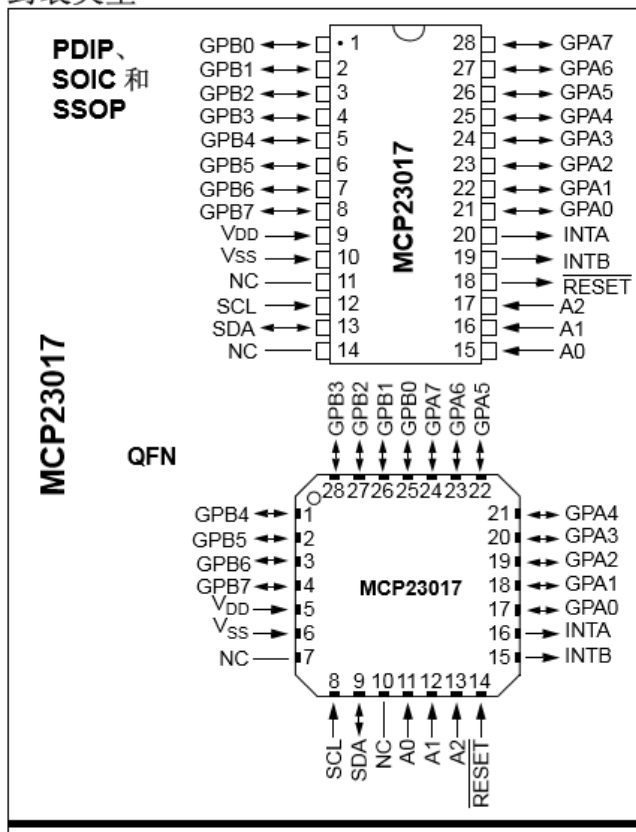 PDIP、
SOIC 和
SSOP
MCP23017
GPB0 1 28 GPA7
GPB1 2 27 GPA6
GPB2 3 26 GPA5
GPB3 4 25 GPA4
GPB4 5 24 GPA3
GPB5 6 23 GPA2
GPB6 7 22 GPA1
GPB7 8 21 GPA0
VDD 9 20 INTA
VSS 10 19 INTB
NC 11 18 RESET
SCL 12 17 A2
SDA 13 16 A1
NC 14 15 A0
MCP23017
QFN
GPB3 GPB2 GPB1 GPB0 GPA7 GPA6 GPA5
28 27 26 25 24 23 22
GPB4 1 21 GPA4
GPB5 2 20 GPA3
GPB6 3 19 GPA2
GPB7 4 18 GPA1
VDD 5 17 GPA0
VSS 6 16 INTA
NC 7 15 INTB
MCP23017
8 9 10 11 12 13 14
SCL SDA NC A0 A1 A2 RESET